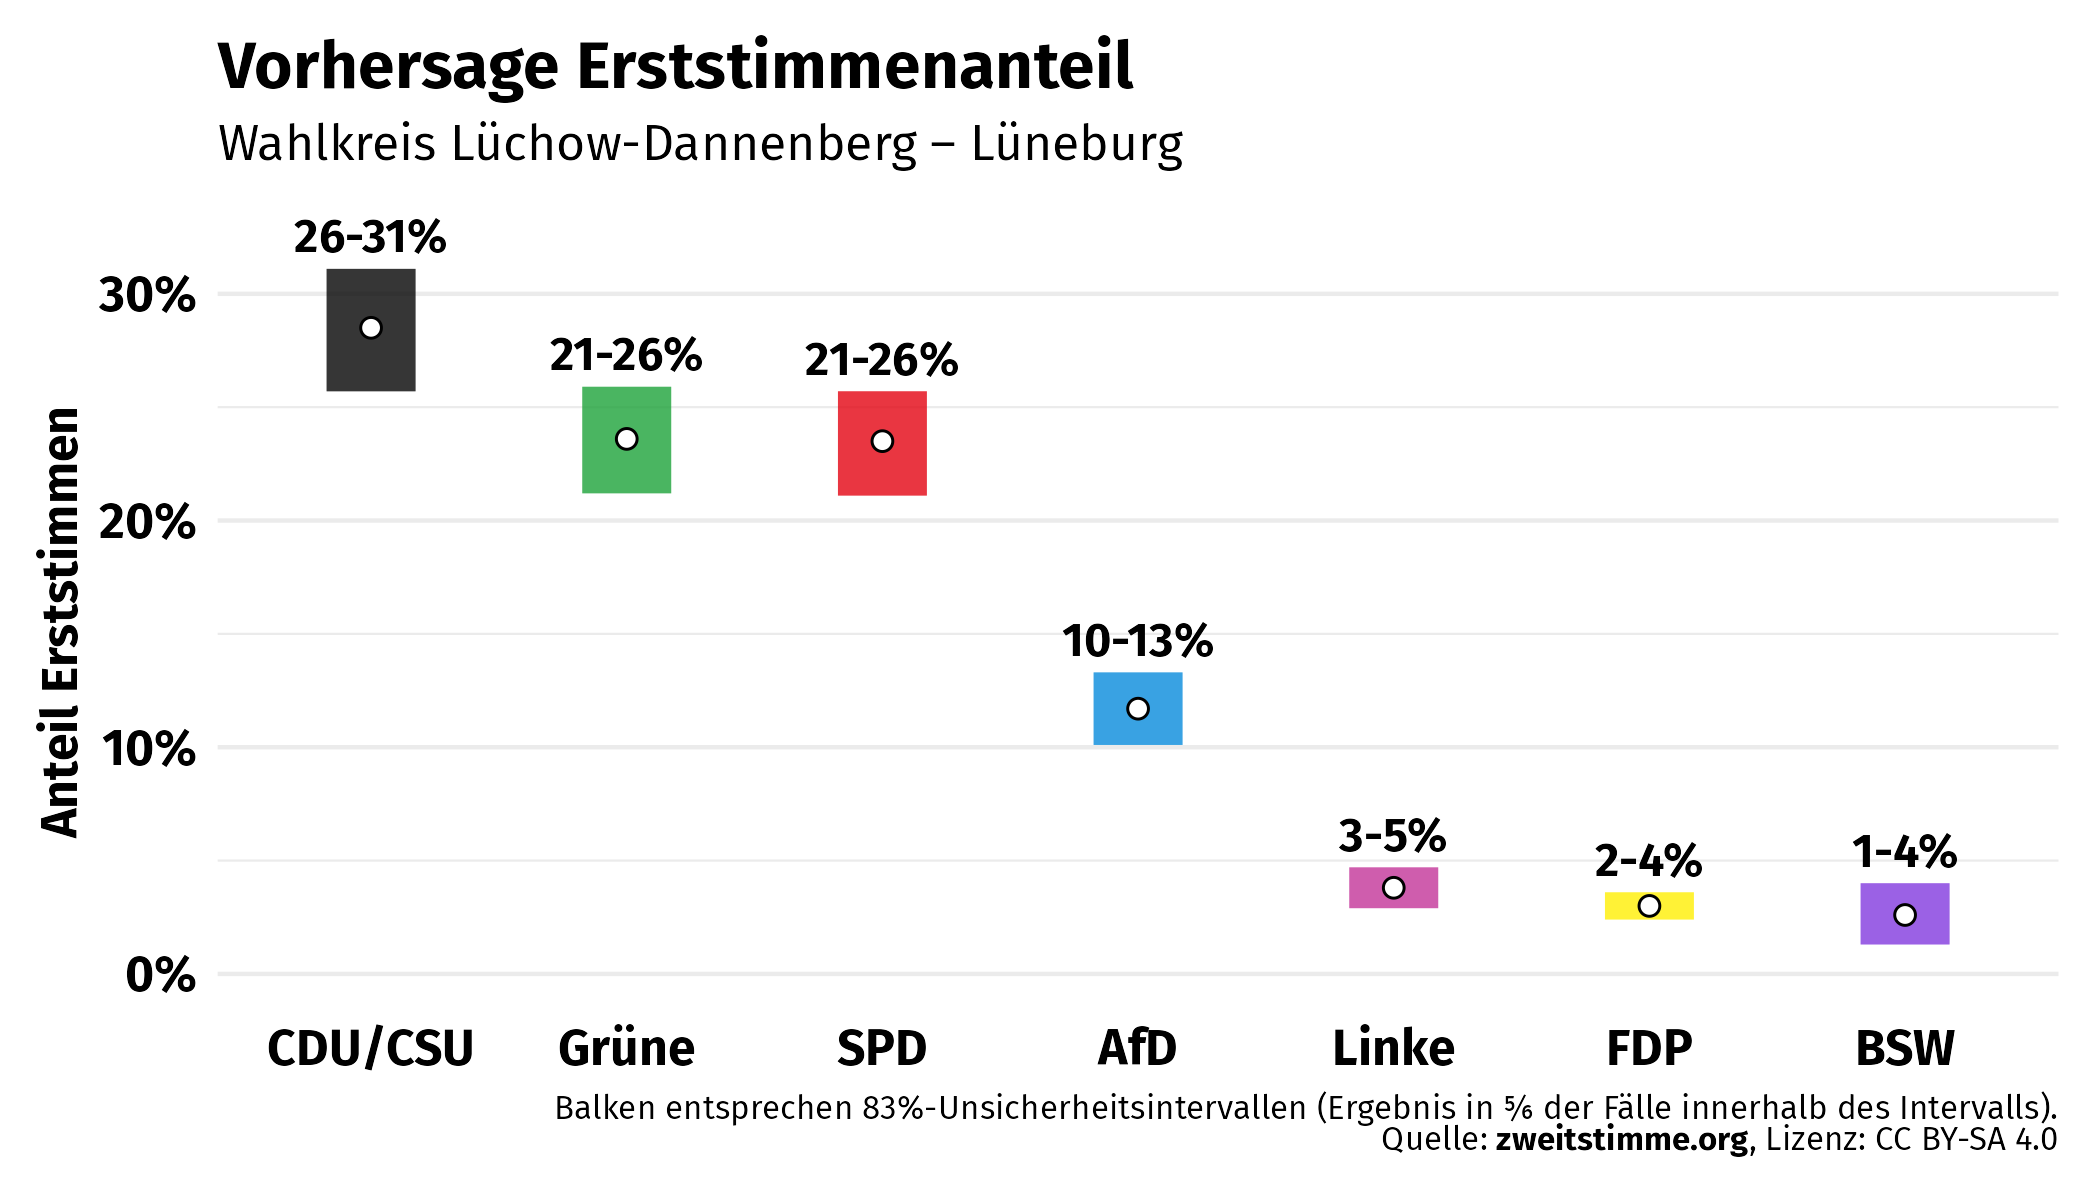 Vorhersage Erststimmenanteil
Wahlkreis Lüchow-Dannenberg – Lüneburg
Anteil Erststimmen
30%
20%
10%
0%
26-31%
21-26%
21-26%
10-13%
3-5%
2-4%
1-4%
CDU/CSU
Grüne
SPD
AfD
Linke
FDP
BSW
Balken entsprechen 83%-Unsicherheitsintervallen (Ergebnis in ⅚ der Fälle innerhalb des Intervalls).
Quelle: zweitstimme.org, Lizenz: CC BY-SA 4.0